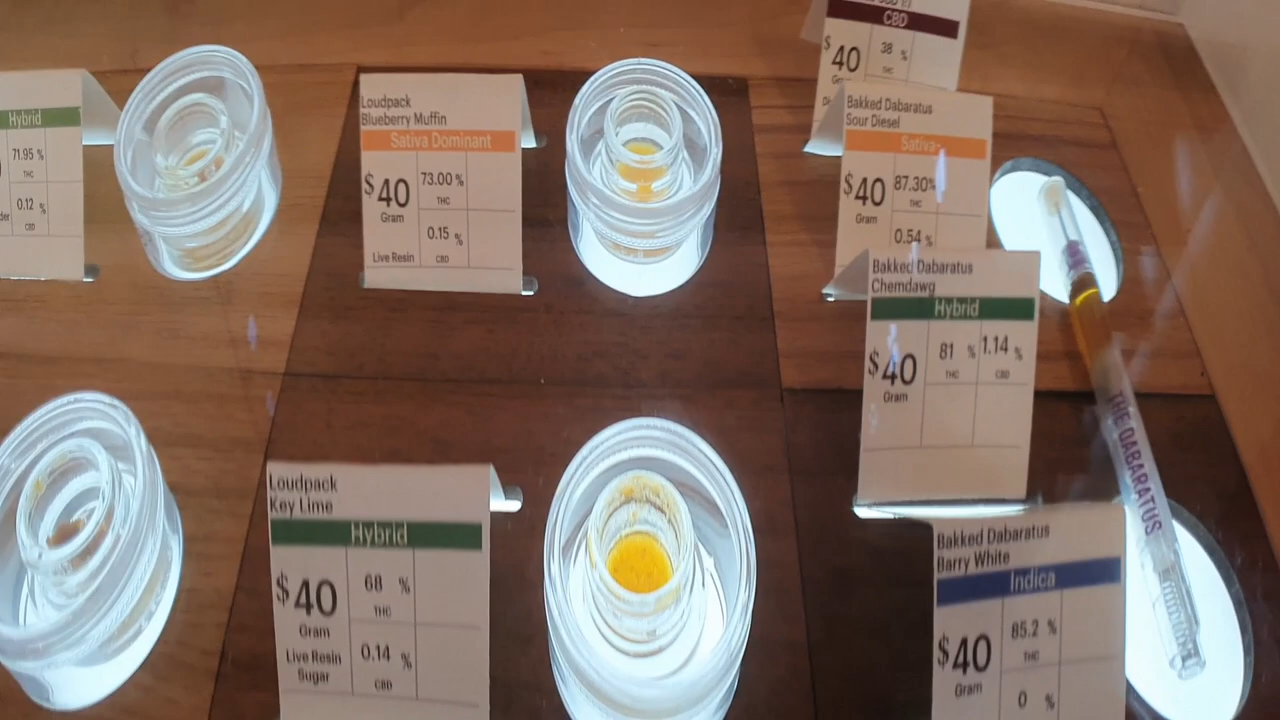 Hybrid
71.95 %
THC
0.12 %
CBD
Loudpack
Blueberry Muffin
Sativa Dominant
$40
Gram
73.00 %
THC
0.15 %
CBD
Live Resin
CBD
$40
38 %
THC
Bakked Dabaratus
Sour Diesel
Sativa
$40
Gram
87.30%
THC
0.54 %
Bakked Dabaratus
Chemdawg
Hybrid
$40
Gram
81 %
THC
1.14 %
CBD
THE DABARATUS
Loudpack
Key Lime
Hybrid
$40
Gram
68 %
THC
Live Resin
Sugar
0.14 %
CBD
Bakked Dabaratus
Barry White
Indica
$40
Gram
85.2 %
THC
0 %